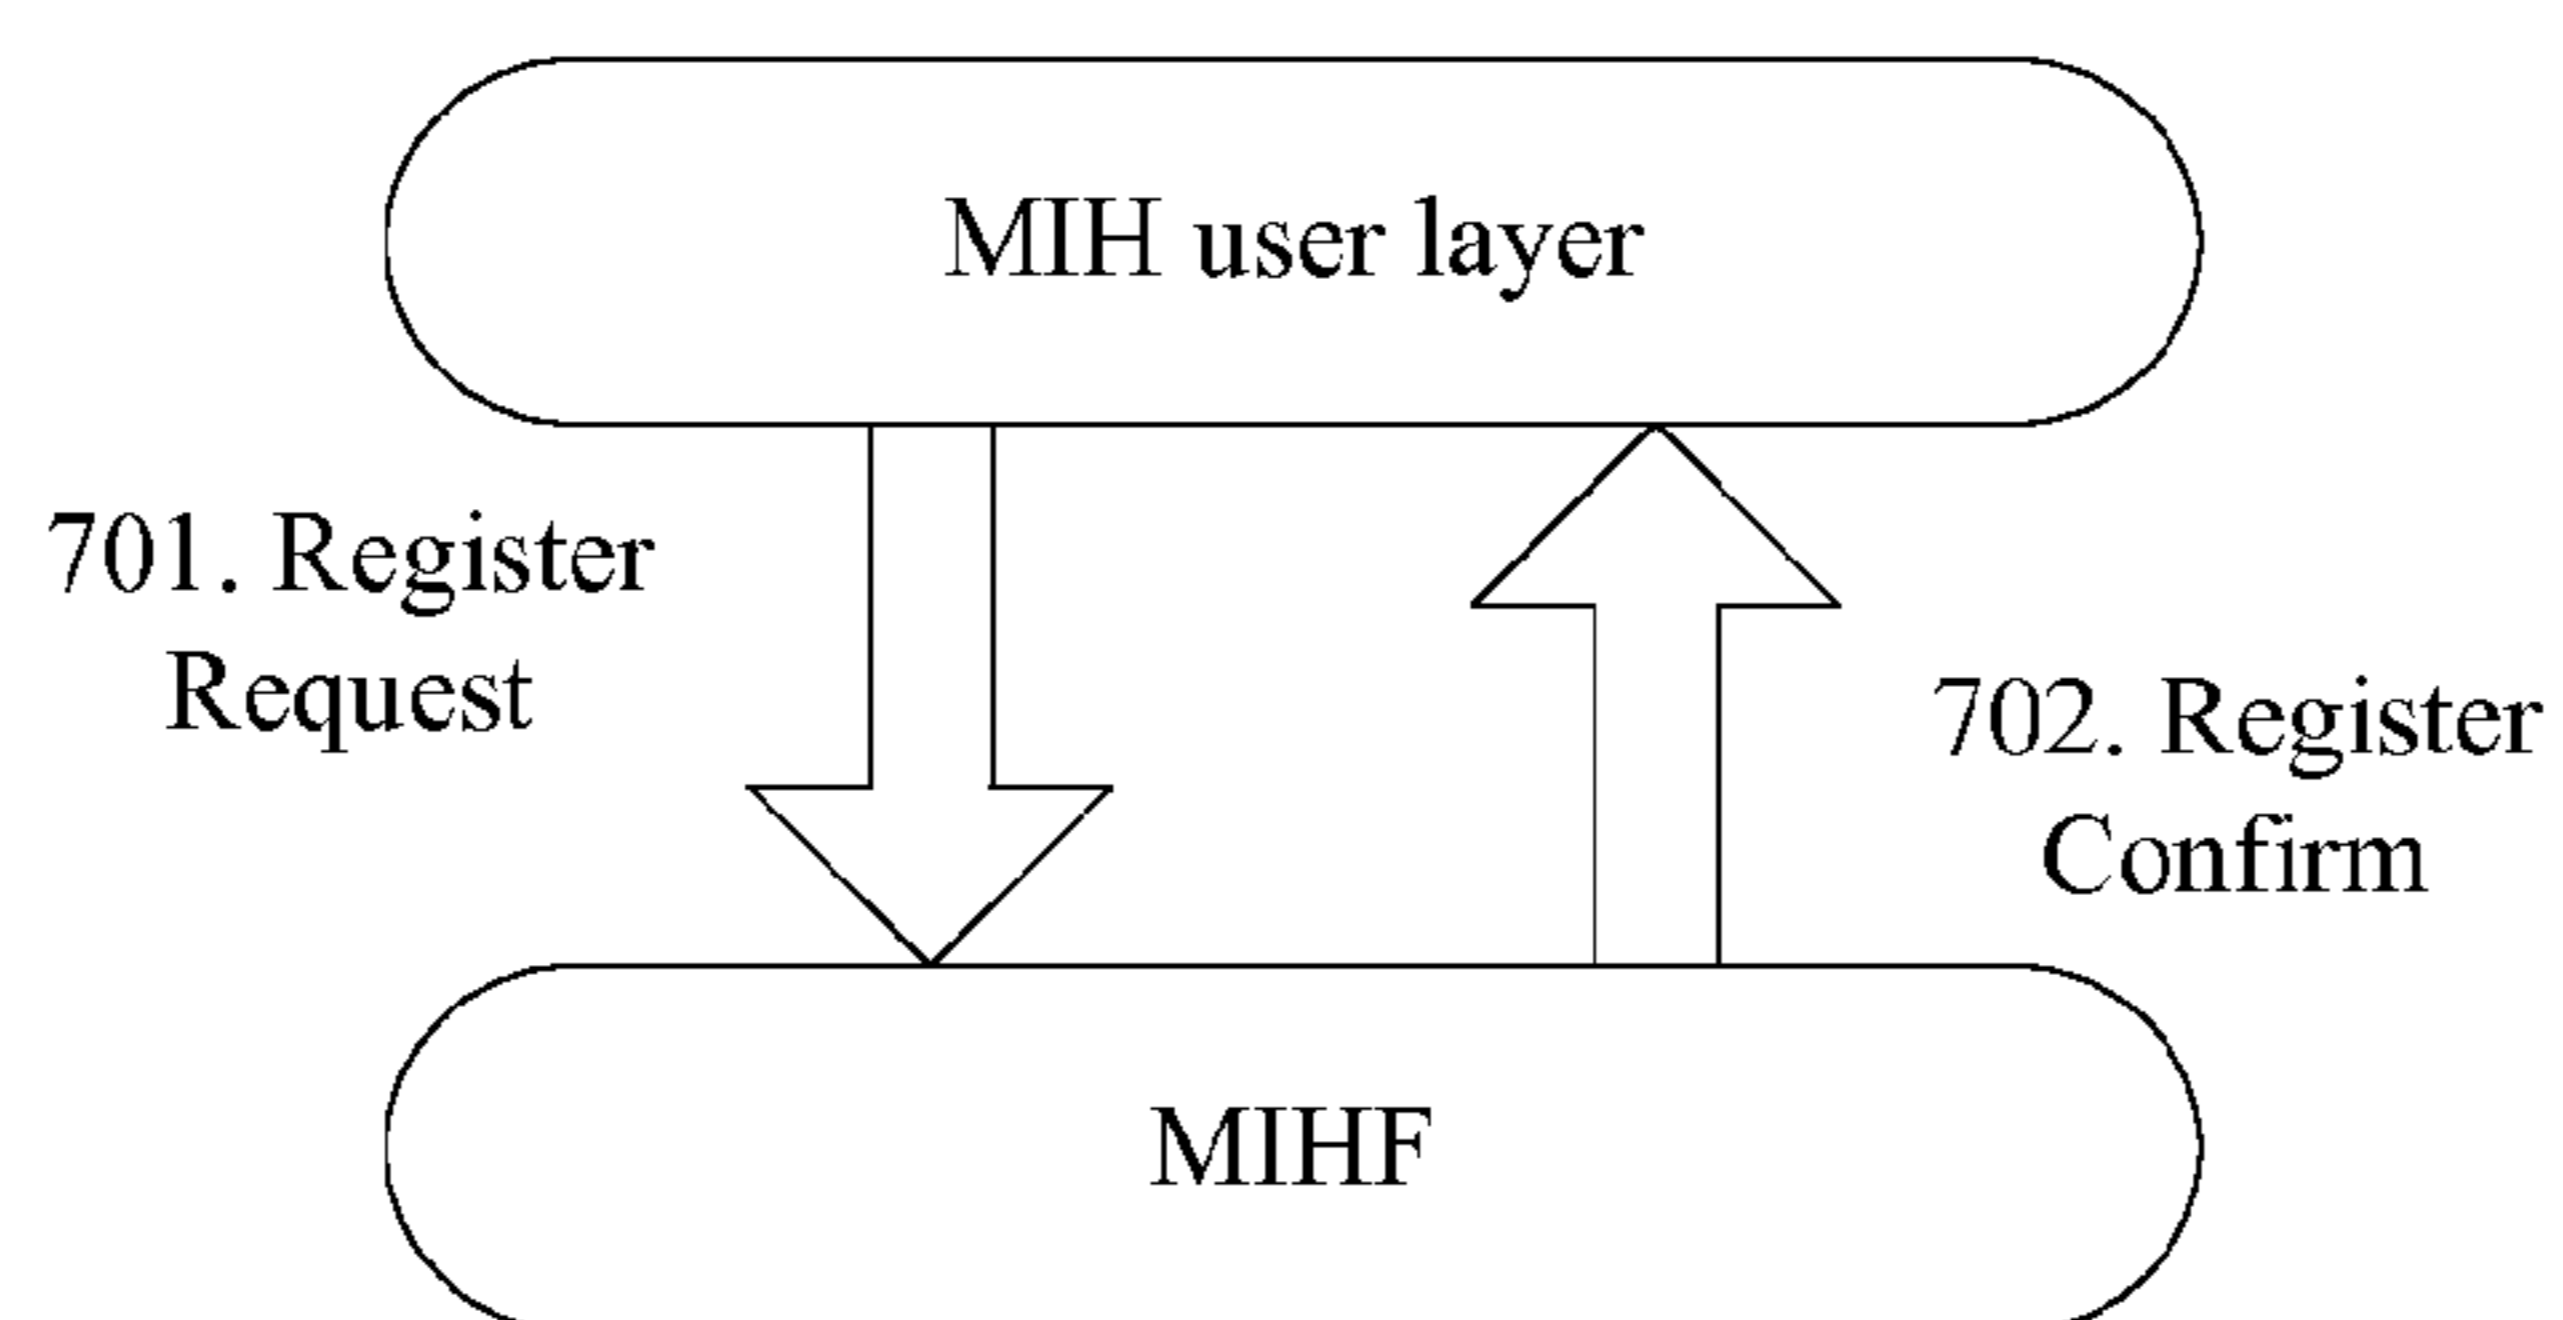 MIH user layer
701. Register
Request
702. Register
Confirm
MIHF